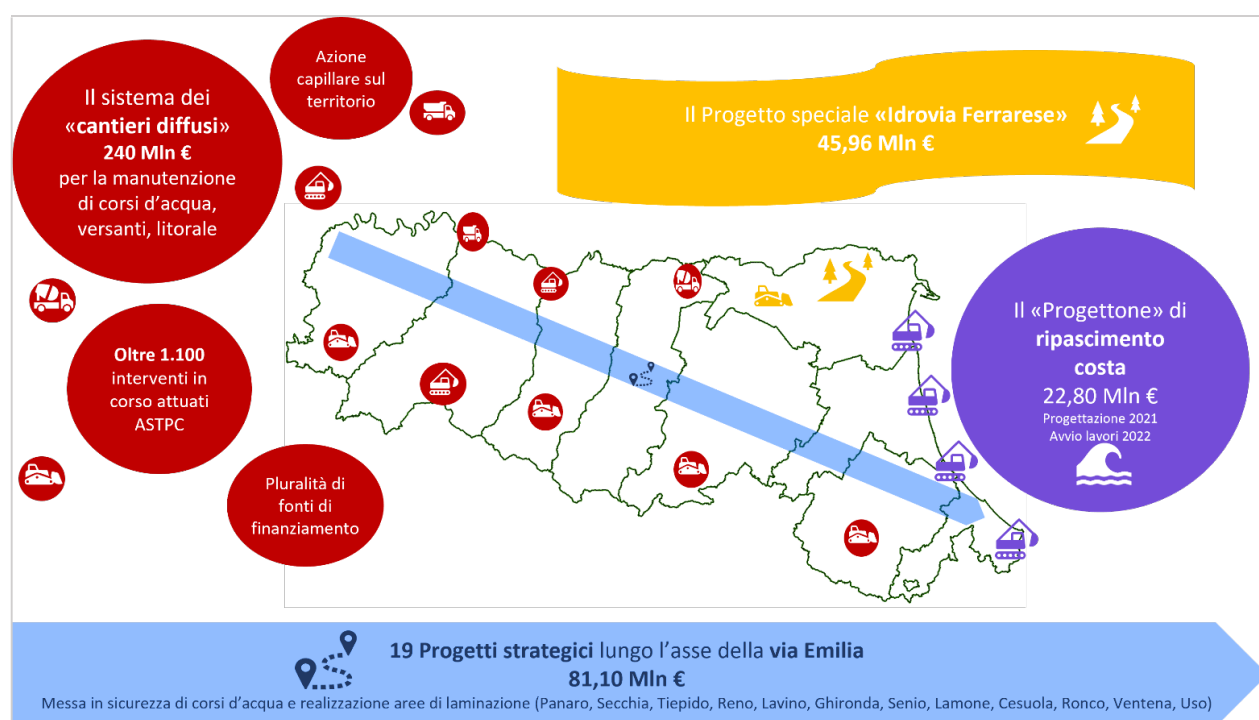 Il sistema dei
«cantieri diffusi»
240 Mln €
per la manutenzione
di corsi d'acqua,
versanti, litorale
Azione
capillare sul
territorio
Il Progetto speciale «Idrovia Ferrarese»
45,96 Mln €
Oltre 1.100
interventi in
corso attuati
ASTPC
Pluralità di
fonti di
finanziamento
Il «Progettone» di
ripascimento
costa
22,80 Mln €
Progettazione 2021
Avvio lavori 2022
19 Progetti strategici lungo l'asse della via Emilia
81,10 Mln €
Messa in sicurezza di corsi d'acqua e realizzazione aree di laminazione (Panaro, Secchia, Tiepido, Reno, Lavino, Ghironda, Senio, Lamone, Cesuola, Ronco, Ventena, Uso)